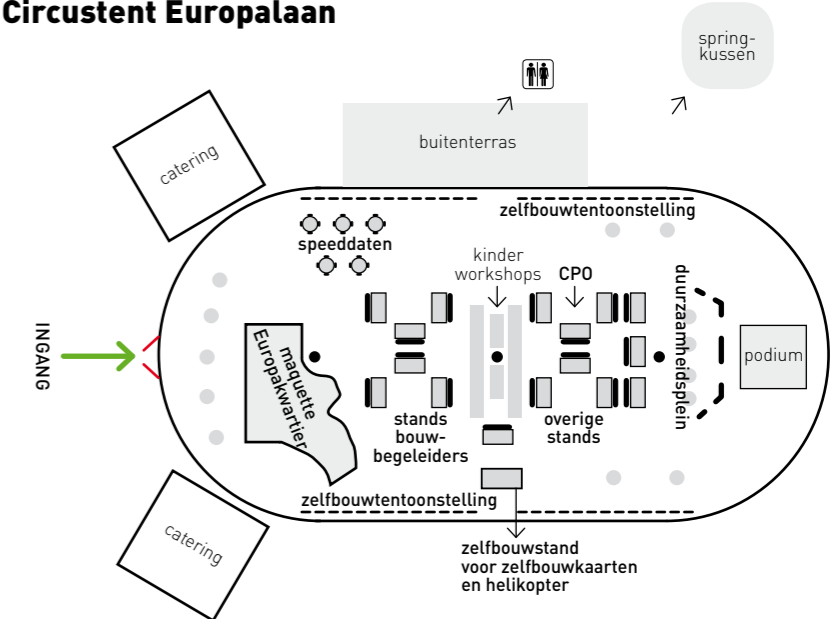 Circustent Europalaan
spring-
kussen
buitenterras
catering
zelfbouwtentoonstelling
speeddaten
kinder
workshops
CPO
duurzaamheidsplein
INGANG
maquette
Europakwartier
podium
stands
bouw-
begeleiders
overige
stands
zelfbouwtentoonstelling
catering
zelfbouwstand
voor zelfbouwkaarten
en helikopter